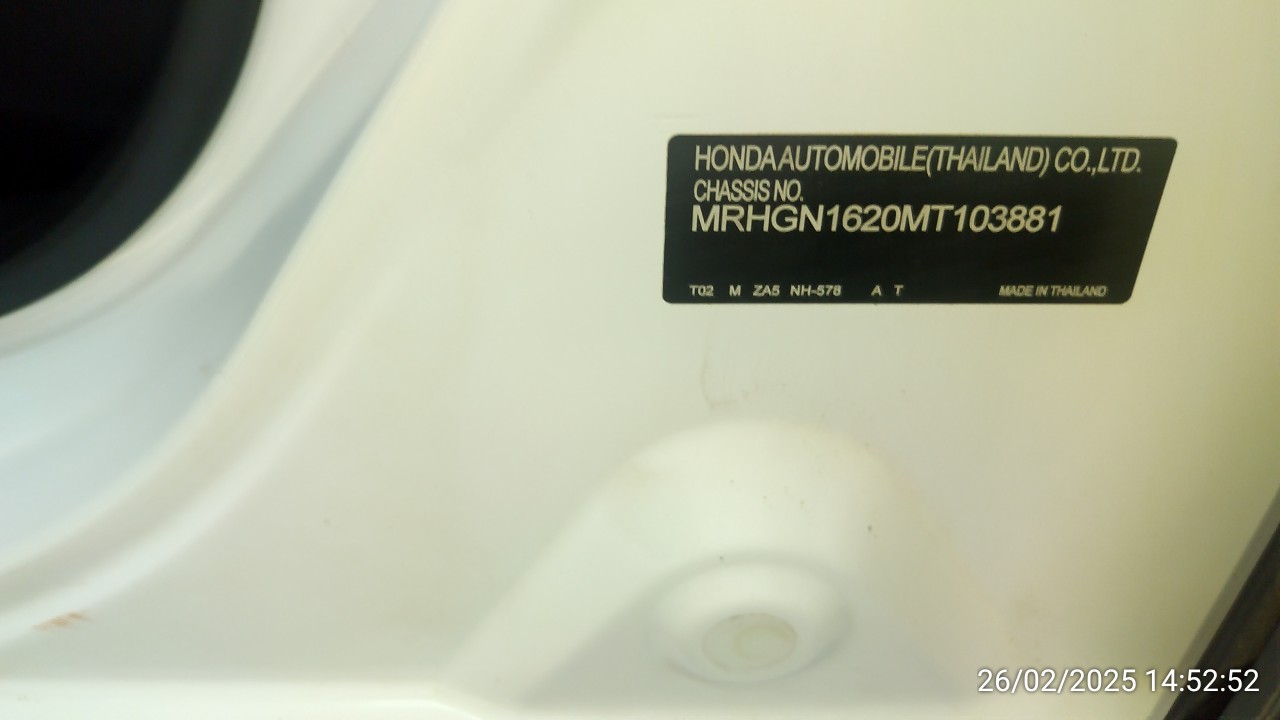 HONDA AUTOMOBILE(THAILAND) CO.,LTD.
CHASSIS NO.
MRHGN1620MT103881
T02 M ZA5 NH-578 A T MADE IN THAILAND
26/02/2025 14:52:52